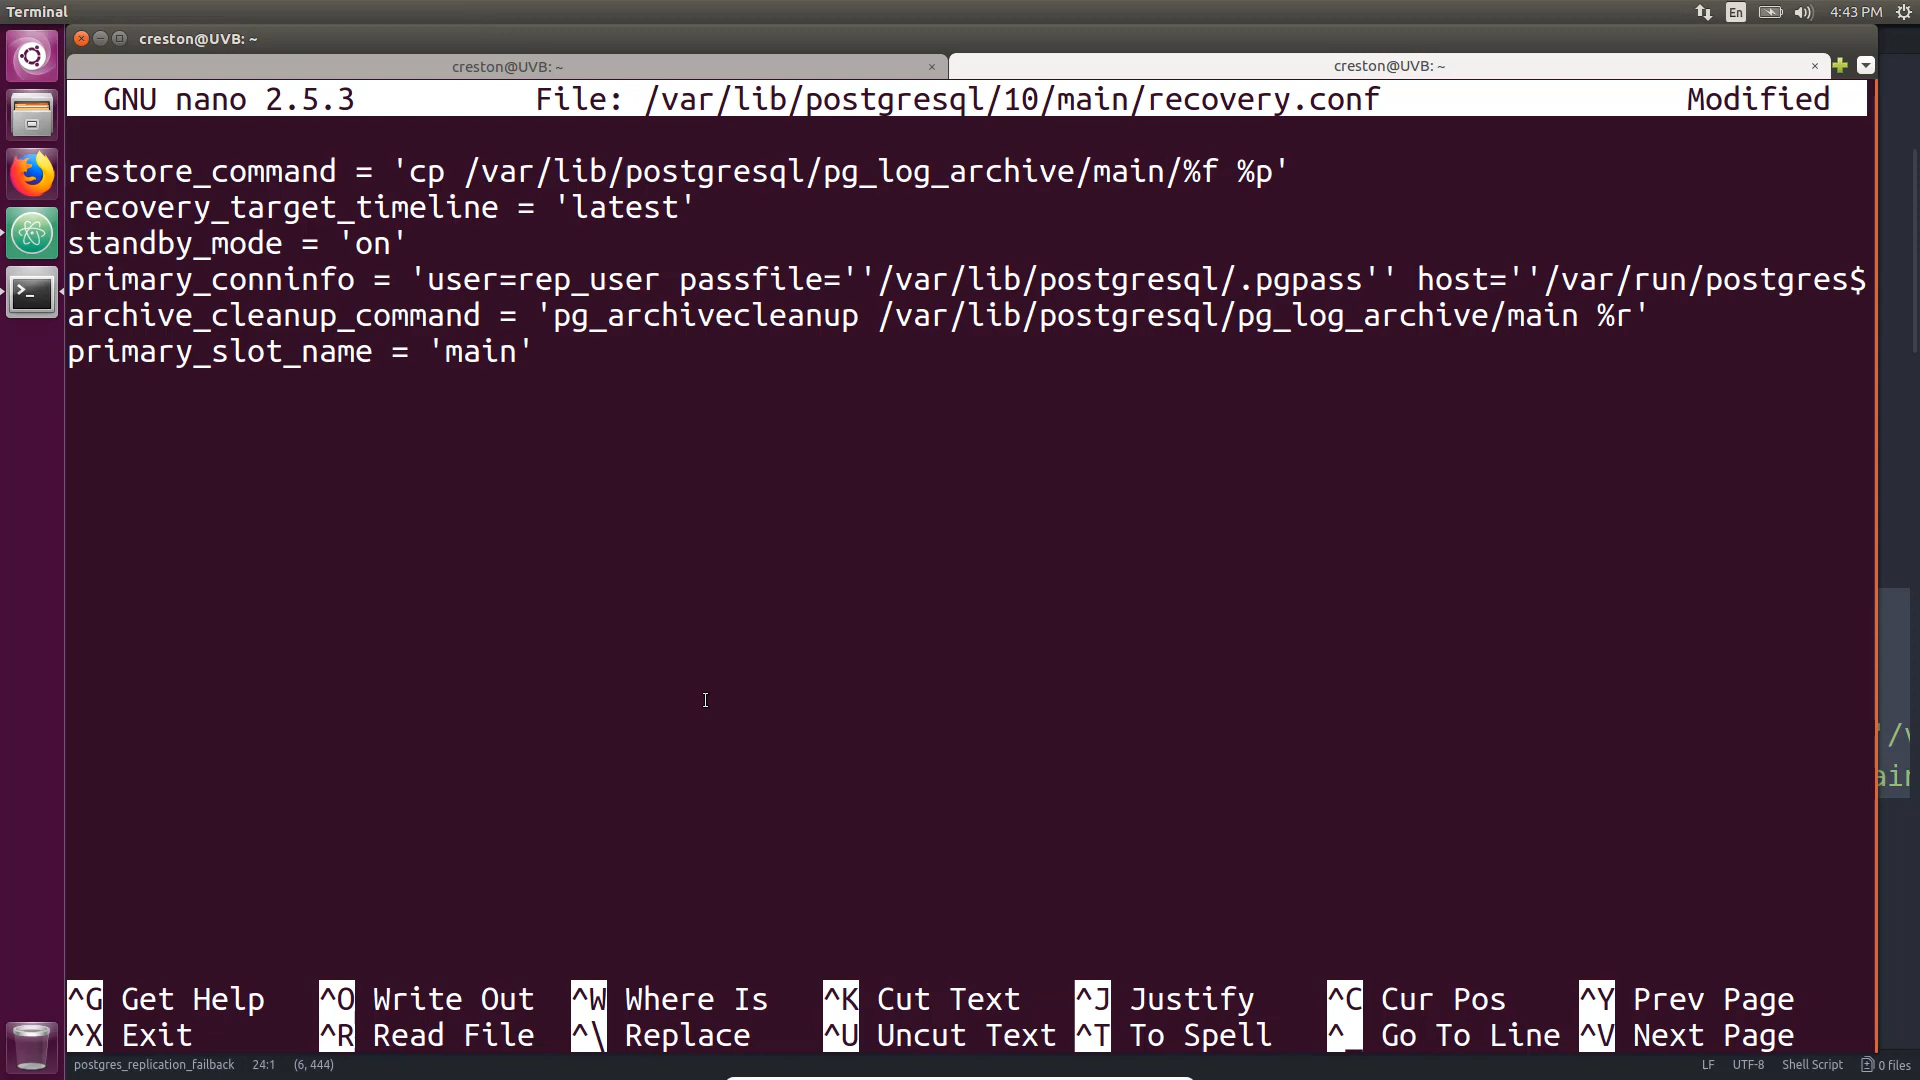 Terminal
En
4:43 PM
creston@UVB: ~
creston@UVB: ~ ×
creston@UVB: ~ ×
GNU nano 2.5.3 File: /var/lib/postgresql/10/main/recovery.conf Modified
restore_command = 'cp /var/lib/postgresql/pg_log_archive/main/%f %p'
recovery_target_timeline = 'latest'
standby_mode = 'on'
primary_conninfo = 'user=rep_user passfile=''/var/lib/postgresql/.pgpass'' host=''/var/run/postgres$
archive_cleanup_command = 'pg_archivecleanup /var/lib/postgresql/pg_log_archive/main %r'
primary_slot_name = 'main'
'/v
ain
^G Get Help ^O Write Out ^W Where Is ^K Cut Text ^J Justify ^C Cur Pos ^Y Prev Page
^X Exit ^R Read File ^\ Replace ^U Uncut Text ^T To Spell ^_ Go To Line ^V Next Page
postgres_replication_failback 24:1 (6, 444) LF UTF-8 Shell Script 0 files